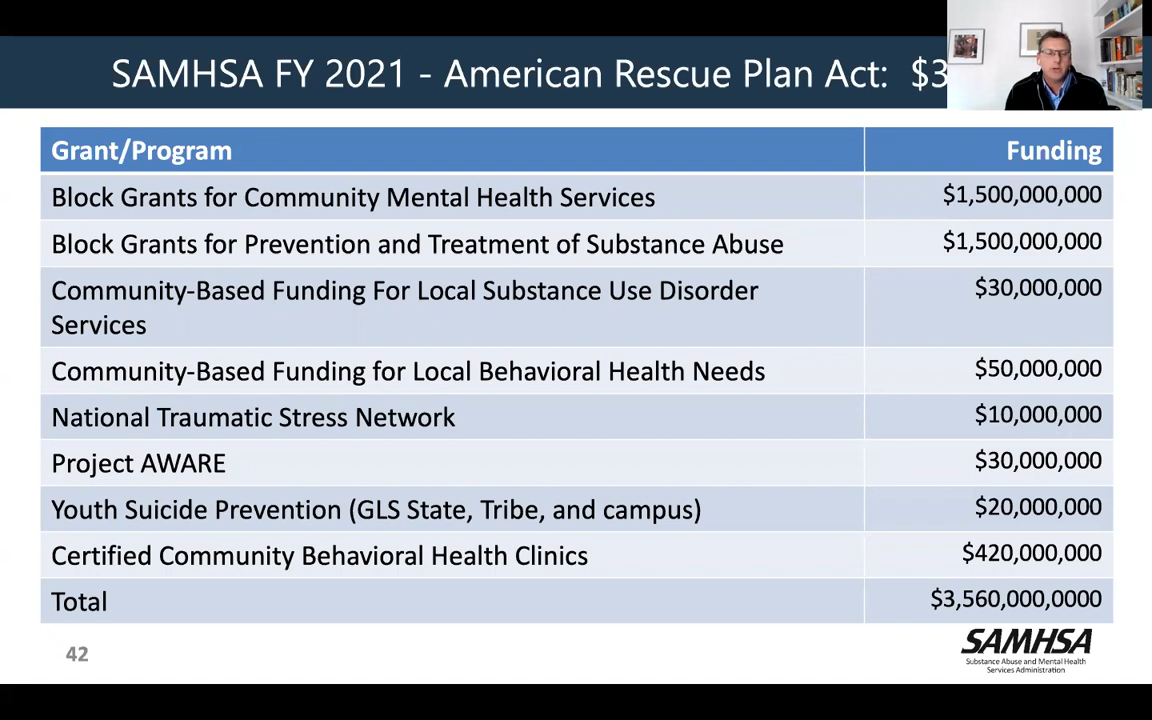 SAMHSA FY 2021 - American Rescue Plan Act: $3
Grant/Program Funding
Block Grants for Community Mental Health Services $1,500,000,000
Block Grants for Prevention and Treatment of Substance Abuse $1,500,000,000
Community-Based Funding For Local Substance Use Disorder $30,000,000
Services
Community-Based Funding for Local Behavioral Health Needs $50,000,000
National Traumatic Stress Network $10,000,000
Project AWARE $30,000,000
Youth Suicide Prevention (GLS State, Tribe, and campus) $20,000,000
Certified Community Behavioral Health Clinics $420,000,000
Total $3,560,000,0000
42
SAMHSA
Substance Abuse and Mental Health
Services Administration